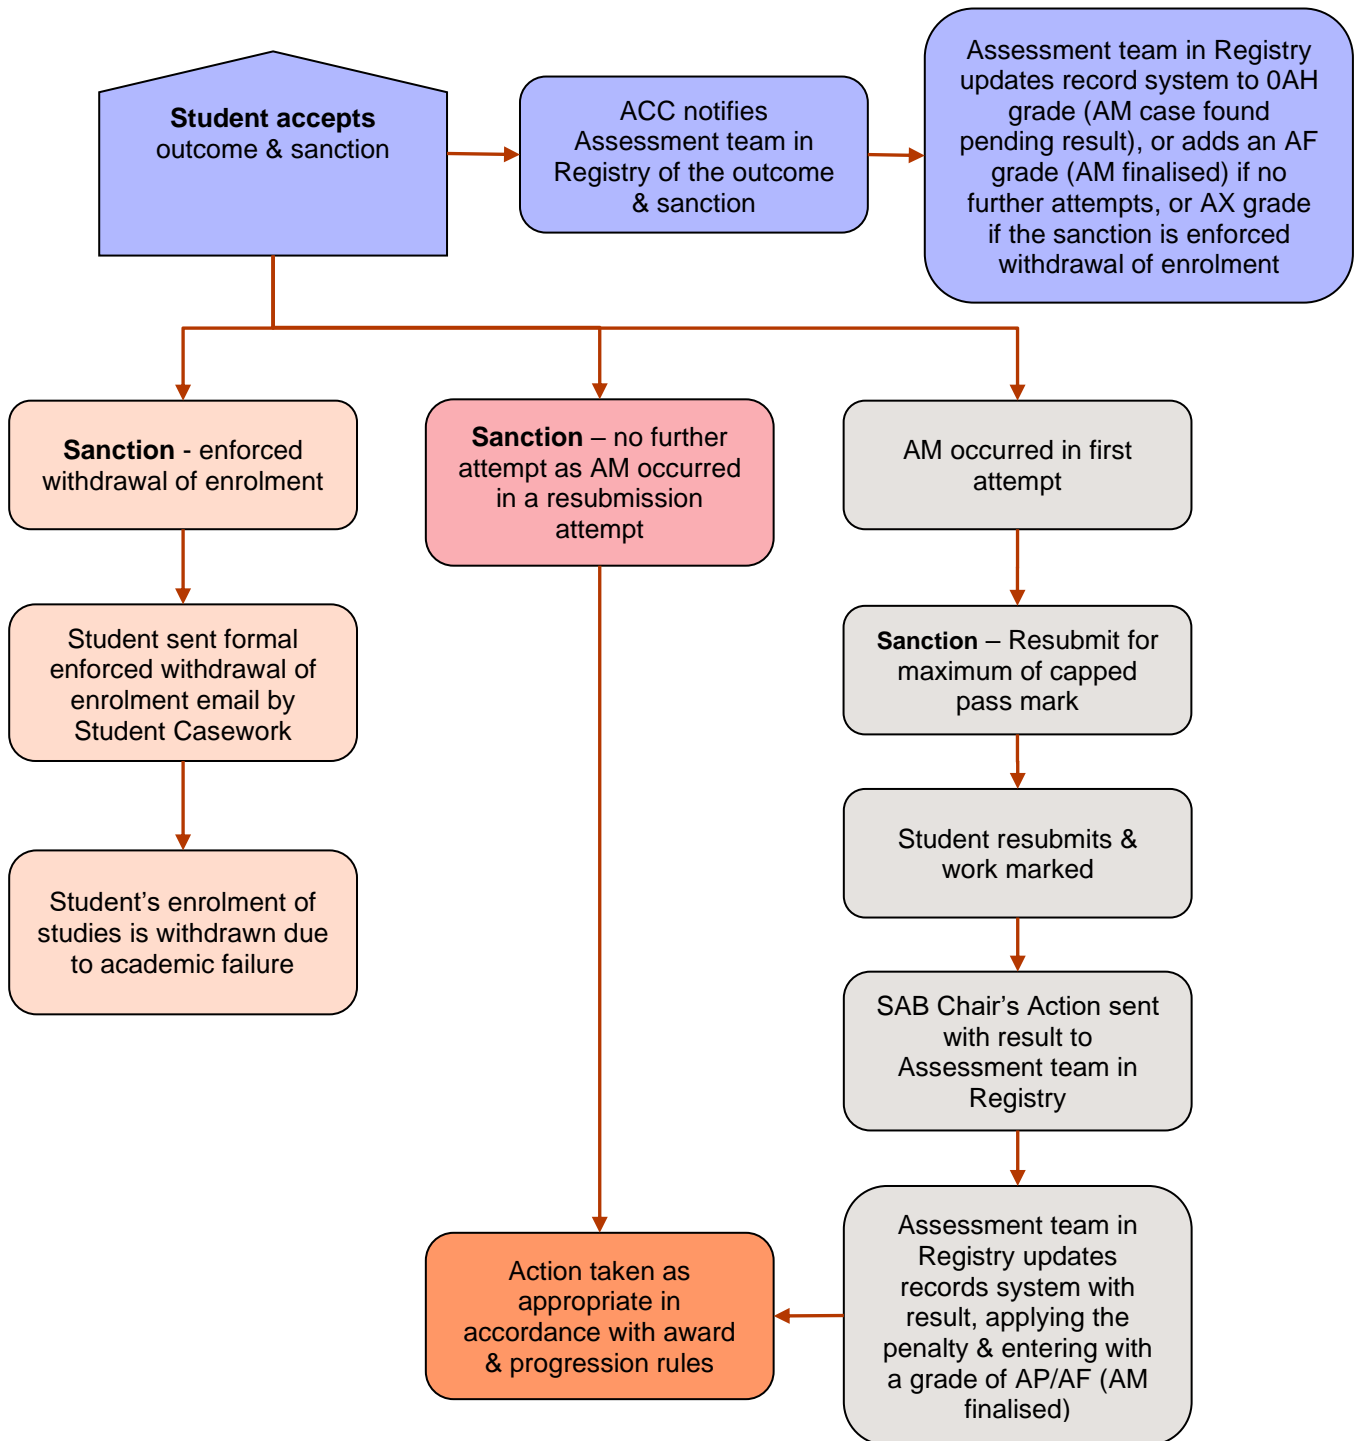 Student accepts
outcome & sanction
ACC notifies
Assessment team in
Registry of the outcome
& sanction
Assessment team in Registry
updates record system to 0AH
grade (AM case found
pending result), or adds an AF
grade (AM finalised) if no
further attempts, or AX grade
if the sanction is enforced
withdrawal of enrolment
Sanction - enforced
withdrawal of enrolment
Student sent formal
enforced withdrawal of
enrolment email by
Student Casework
Student’s enrolment of
studies is withdrawn due
to academic failure
Sanction – no further
attempt as AM occurred
in a resubmission
attempt
AM occurred in first
attempt
Sanction – Resubmit for
maximum of capped
pass mark
Student resubmits &
work marked
SAB Chair’s Action sent
with result to
Assessment team in
Registry
Assessment team in
Registry updates
records system with
result, applying the
penalty & entering with
a grade of AP/AF (AM
finalised)
Action taken as
appropriate in
accordance with award
& progression rules